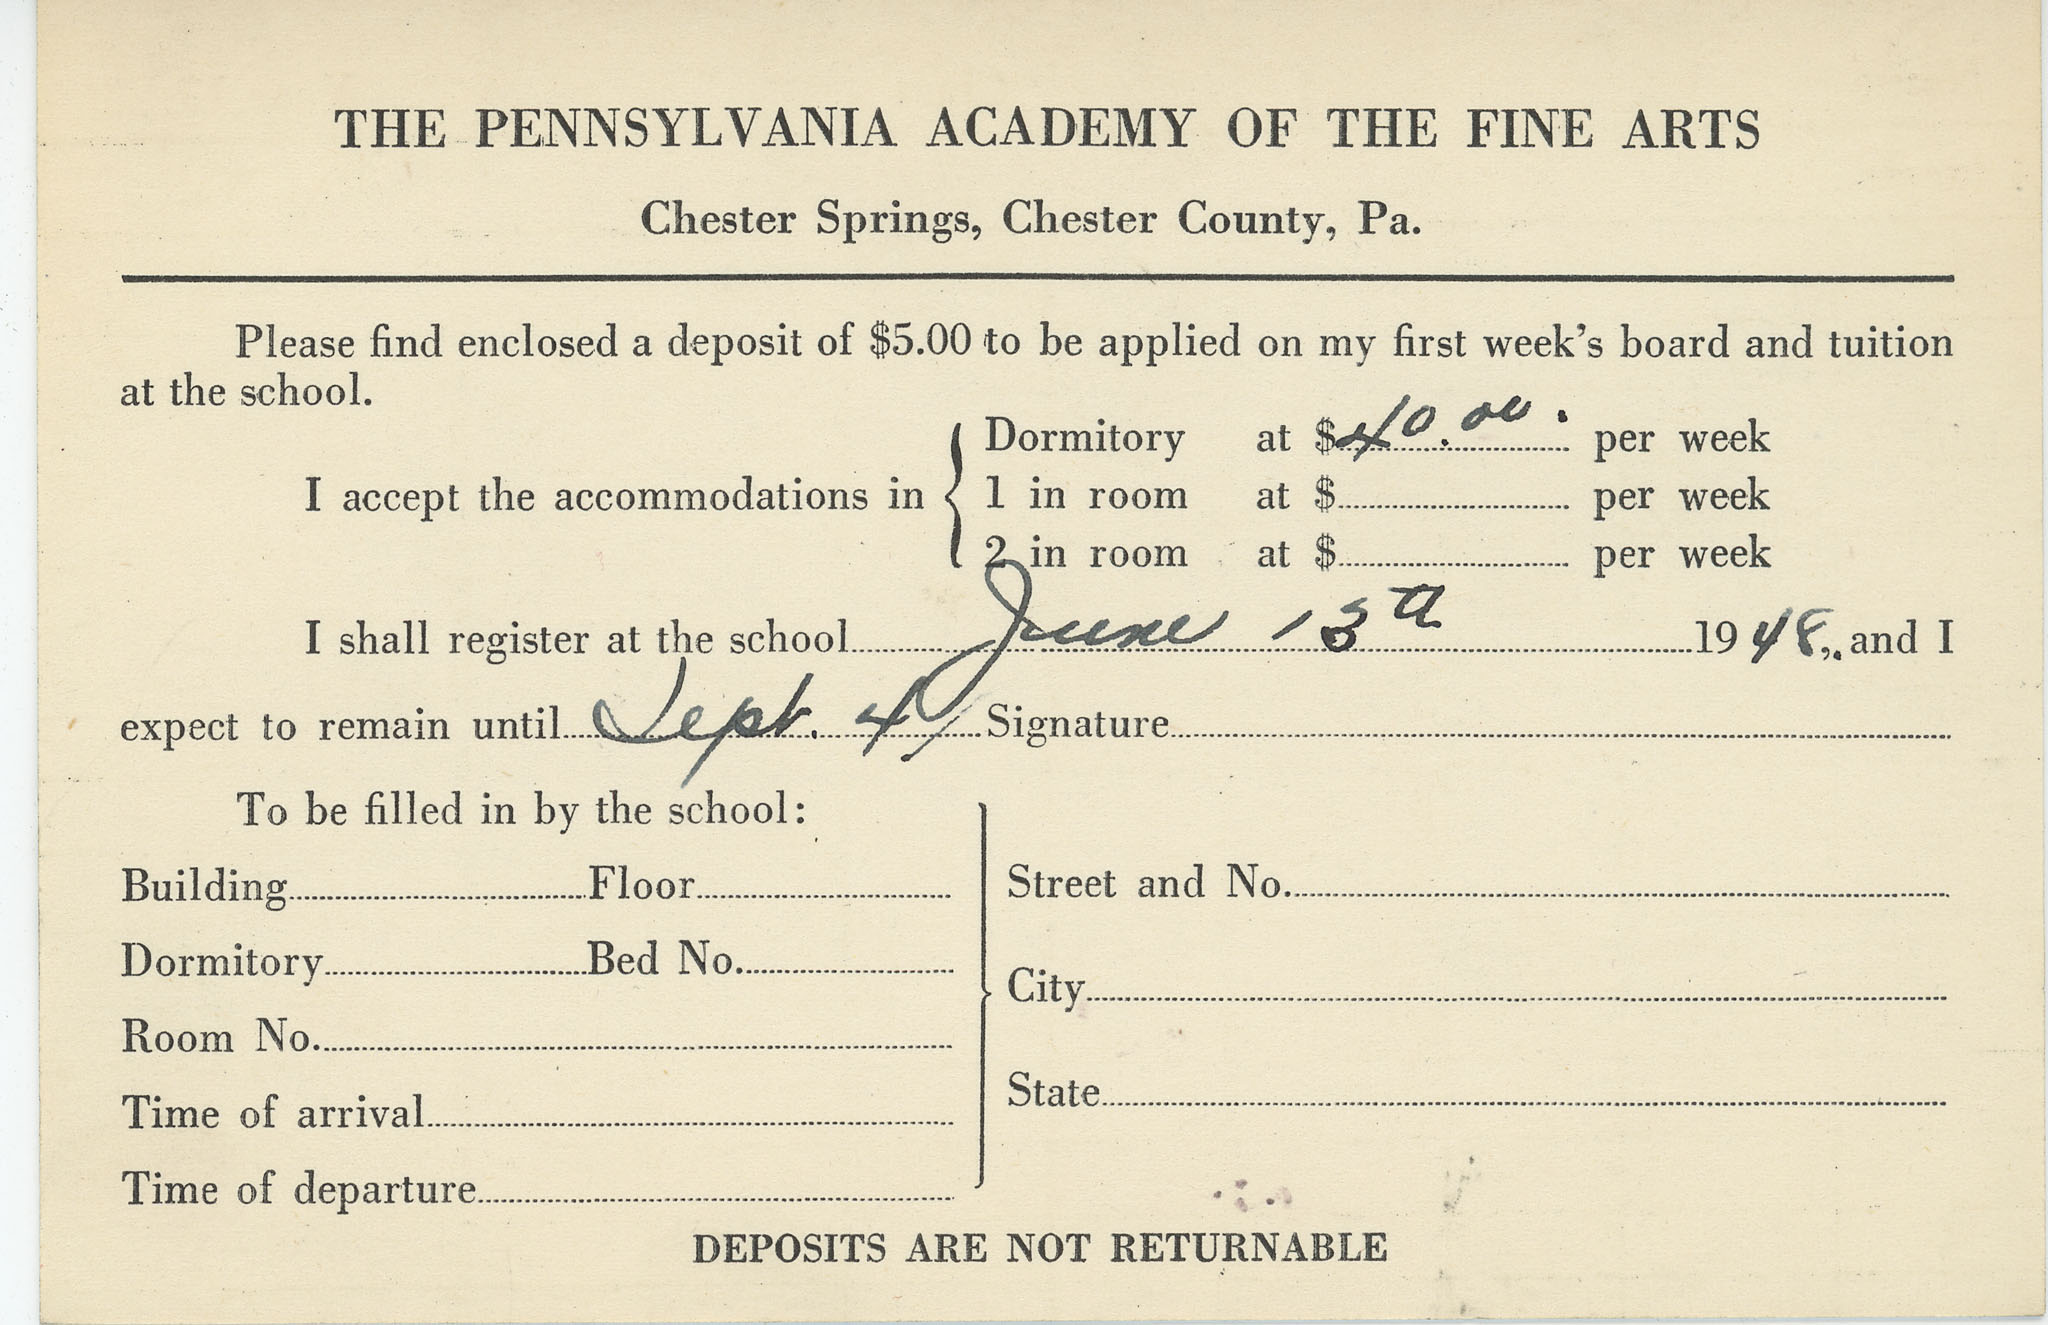 THE PENNSYLVANIA ACADEMY OF THE FINE ARTS
Chester Springs, Chester County, Pa.
Please find enclosed a deposit of $5.00 to be applied on my first week's board and tuition
at the school.
Dormitory at $40.00. per week
I accept the accommodations in 1 in room at $ per week
2 in room at $ per week
I shall register at the school June 13th 1948, and I
expect to remain until Sept. 4 Signature
To be filled in by the school:
Building Floor
Dormitory Bed No.
Room No.
Time of arrival
Time of departure
Street and No.
City
State
DEPOSITS ARE NOT RETURNABLE